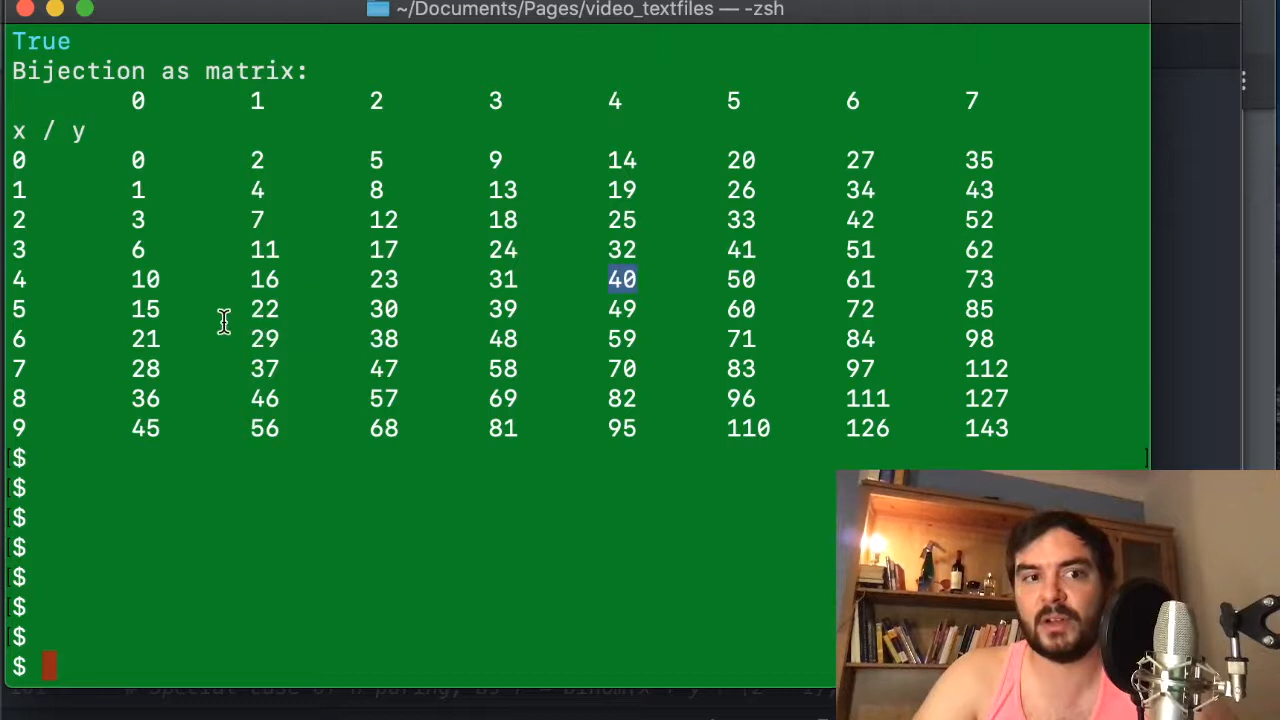 ~/Documents/Pages/video_textfiles — -zsh
True
Bijection as matrix:
0 1 2 3 4 5 6 7
x / y
0 0 2 5 9 14 20 27 35
1 1 4 8 13 19 26 34 43
2 3 7 12 18 25 33 42 52
3 6 11 17 24 32 41 51 62
4 10 16 23 31 40 50 61 73
5 15 22 30 39 49 60 72 85
6 21 29 38 48 59 71 84 98
7 28 37 47 58 70 83 97 112
8 36 46 57 69 82 96 111 127
9 45 56 68 81 95 110 126 143
[$ ]
[$
[$
[$
[$
[$
[$
$